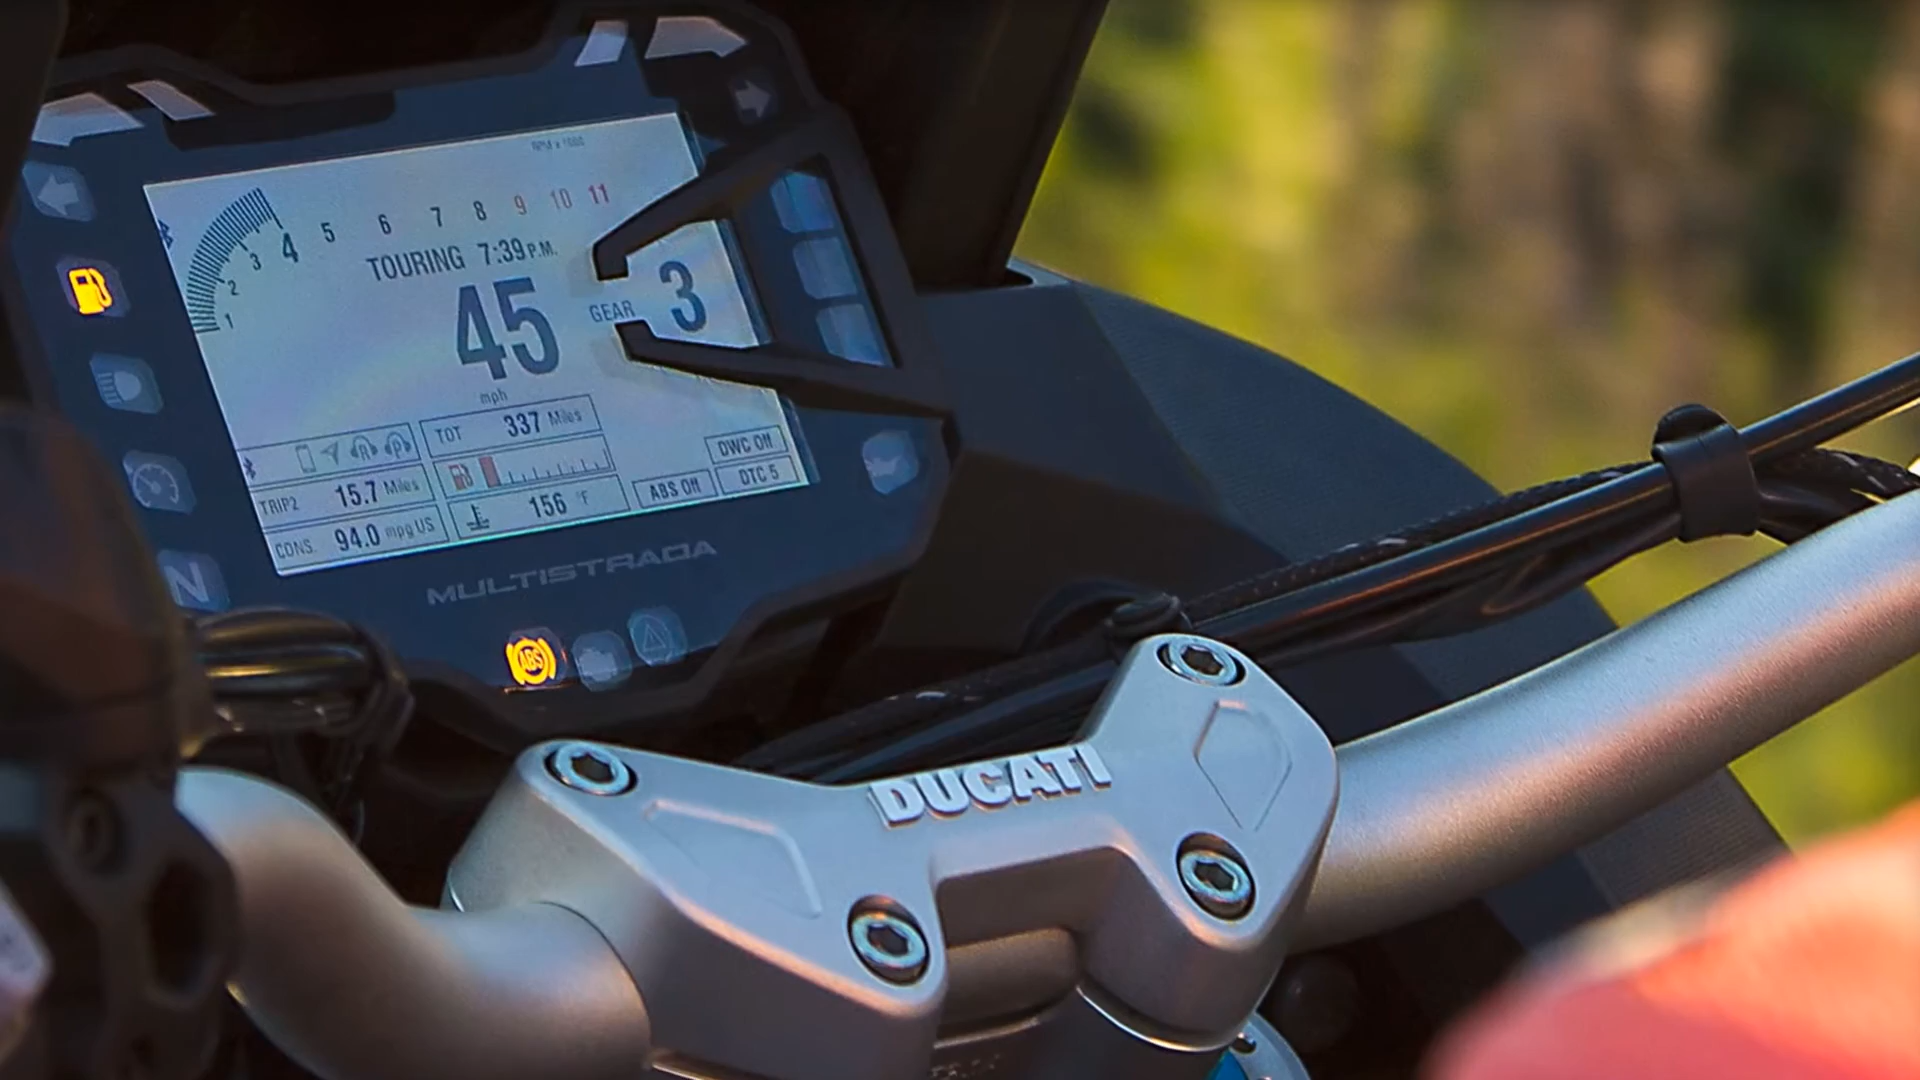 RPM x 1000
1 2 3 4 5 6 7 8 9 10 11
TOURING 7:39 P.M.
45
mph
GEAR 3
TOT 337 Miles
R P
TRIP2 15.7 Miles
CONS. 94.0 mpg US
156 °F
DWC Off
ABS Off DTC 5
MULTISTRADA
N
ABS
DUCATI